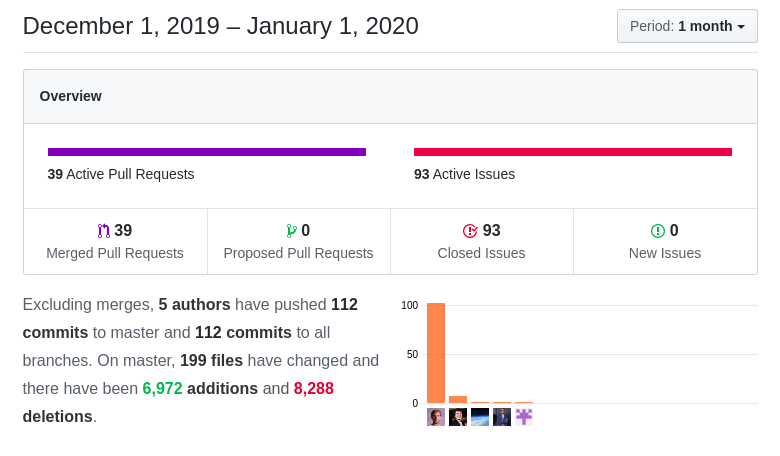 December 1, 2019 – January 1, 2020
Period: 1 month
Overview
39 Active Pull Requests
93 Active Issues
39
Merged Pull Requests
0
Proposed Pull Requests
93
Closed Issues
0
New Issues
Excluding merges, 5 authors have pushed 112
commits to master and 112 commits to all
branches. On master, 199 files have changed and
there have been 6,972 additions and 8,288
deletions.
100
50
0